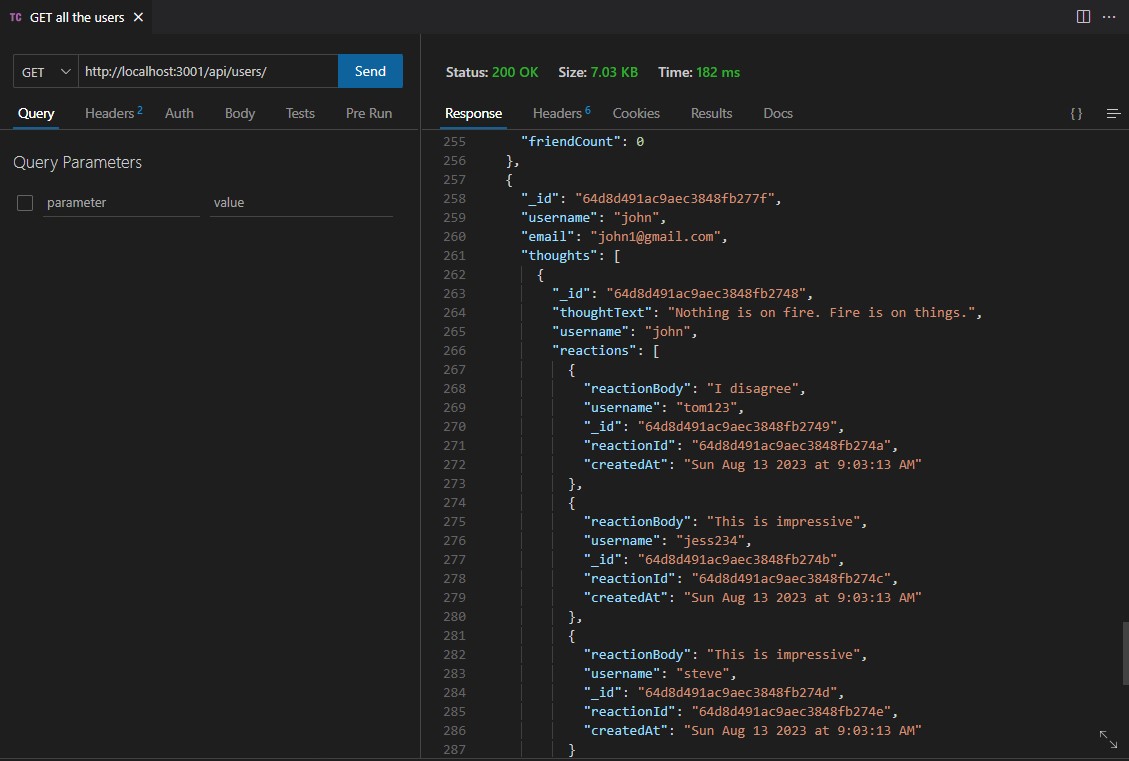 TC GET all the users ✕
GET http://localhost:3001/api/users/ Send
Query Headers 2 Auth Body Tests Pre Run
Query Parameters
parameter value
Status: 200 OK Size: 7.03 KB Time: 182 ms
Response Headers 6 Cookies Results Docs {}
255 "friendCount": 0
256 },
257 {
258 "_id": "64d8d491ac9aec3848fb277f",
259 "username": "john",
260 "email": "john1@gmail.com",
261 "thoughts": [
262 {
263 "_id": "64d8d491ac9aec3848fb2748",
264 "thoughtText": "Nothing is on fire. Fire is on things.",
265 "username": "john",
266 "reactions": [
267 {
268 "reactionBody": "I disagree",
269 "username": "tom123",
270 "_id": "64d8d491ac9aec3848fb2749",
271 "reactionId": "64d8d491ac9aec3848fb274a",
272 "createdAt": "Sun Aug 13 2023 at 9:03:13 AM"
273 },
274 {
275 "reactionBody": "This is impressive",
276 "username": "jess234",
277 "_id": "64d8d491ac9aec3848fb274b",
278 "reactionId": "64d8d491ac9aec3848fb274c",
279 "createdAt": "Sun Aug 13 2023 at 9:03:13 AM"
280 },
281 {
282 "reactionBody": "This is impressive",
283 "username": "steve",
284 "_id": "64d8d491ac9aec3848fb274d",
285 "reactionId": "64d8d491ac9aec3848fb274e",
286 "createdAt": "Sun Aug 13 2023 at 9:03:13 AM"
287 }